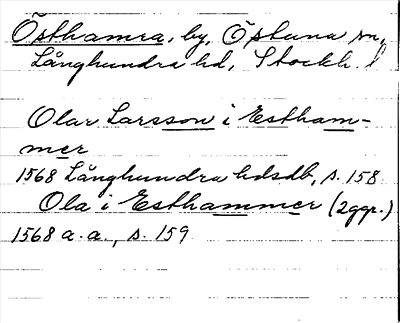 Östhamra, by, Östuna sn,
Långhundra hd, Stockh. l
Olar Larsson i Estham-
mer
1568 Långhundra hdsdb, s. 158
Ola i Esthammer (2ggr.)
1568 a. a., s. 159